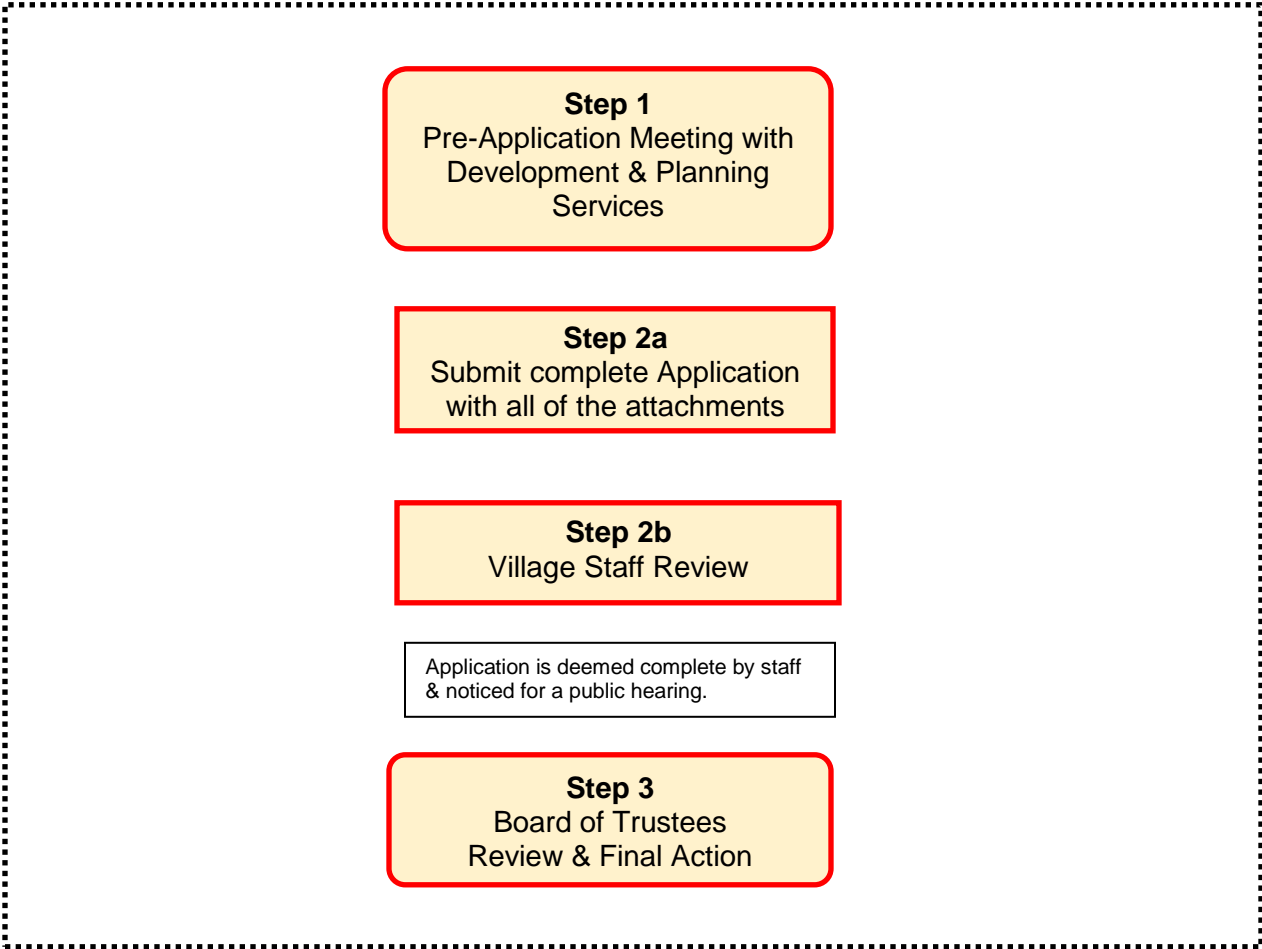 Step 1
Pre-Application Meeting with
Development & Planning
Services
Step 2a
Submit complete Application
with all of the attachments
Step 2b
Village Staff Review
Application is deemed complete by staff
& noticed for a public hearing.
Step 3
Board of Trustees
Review & Final Action